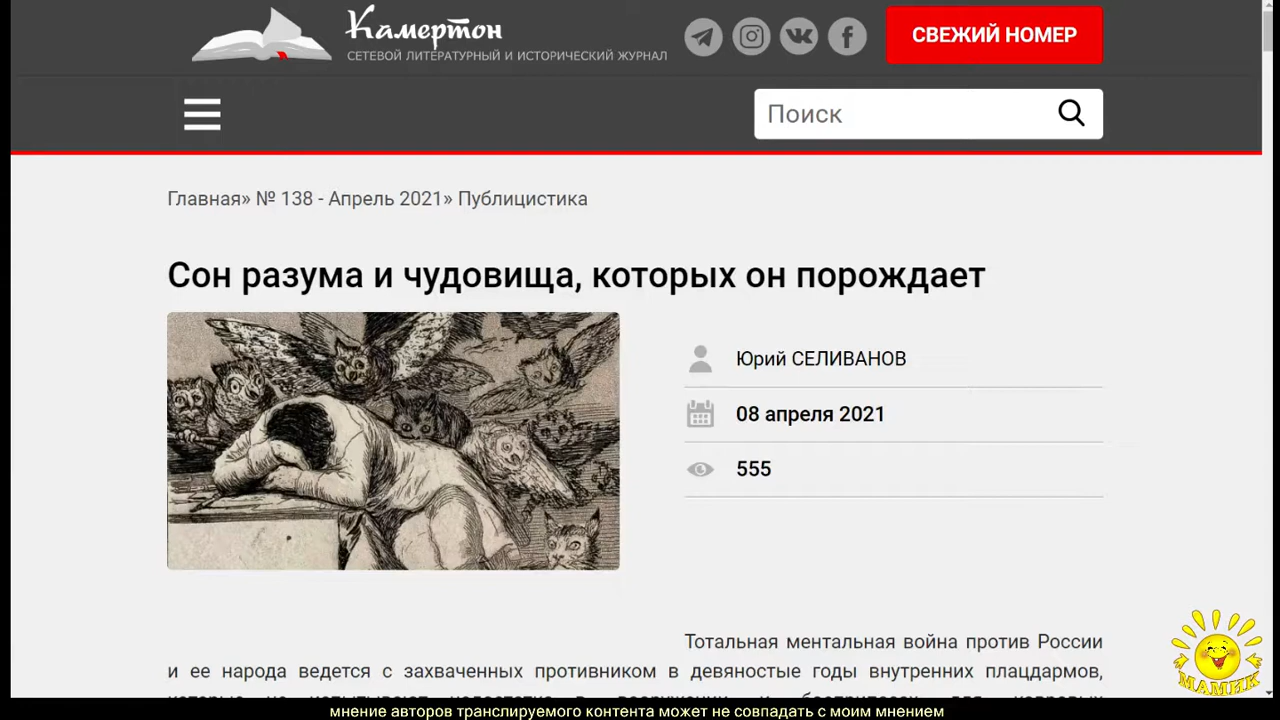 Камертон
СЕТЕВОЙ ЛИТЕРАТУРНЫЙ И ИСТОРИЧЕСКИЙ ЖУРНАЛ
СВЕЖИЙ НОМЕР
Поиск
Главная» № 138 - Апрель 2021» Публицистика
Сон разума и чудовища, которых он порождает
Юрий СЕЛИВАНОВ
08 апреля 2021
555
Тотальная ментальная война против России
и ее народа ведется с захваченных противником в девяностые годы внутренних плацдармов,
МАМИК
мнение авторов транслируемого контента может не совпадать с моим мнением